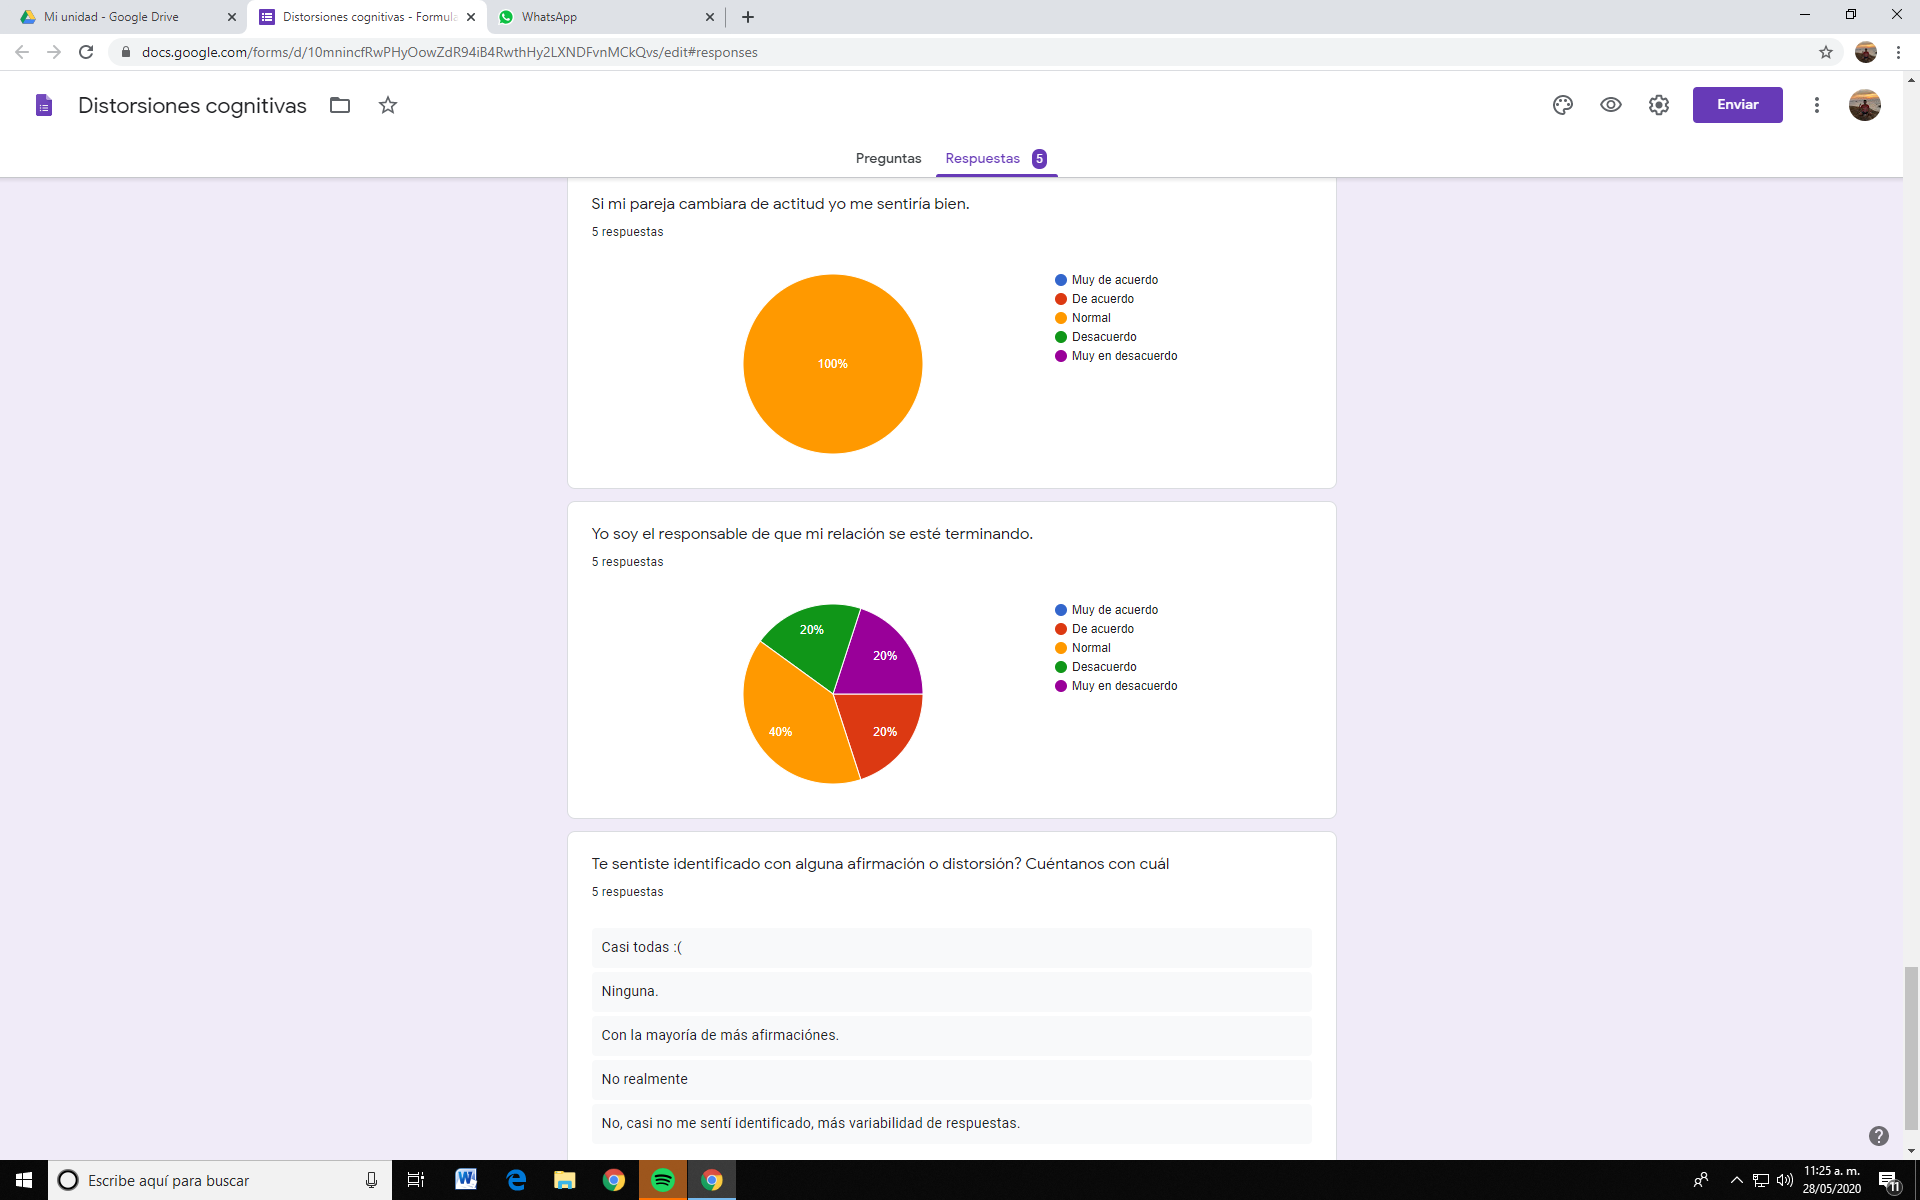 Mi unidad - Google Drive
Distorsiones cognitivas - Formula
WhatsApp
docs.google.com/forms/d/10mnincfRwPHyOowZdR94iB4RwthHy2LXNDFvnMCkQvs/edit#responses
Distorsiones cognitivas
Enviar
Preguntas
Respuestas 5
Si mi pareja cambiara de actitud yo me sentiría bien.
5 respuestas
100%
Muy de acuerdo
De acuerdo
Normal
Desacuerdo
Muy en desacuerdo
Yo soy el responsable de que mi relación se esté terminando.
5 respuestas
20%
20%
40%
20%
Muy de acuerdo
De acuerdo
Normal
Desacuerdo
Muy en desacuerdo
Te sentiste identificado con alguna afirmación o distorsión? Cuéntanos con cuál
5 respuestas
Casi todas :(
Ninguna.
Con la mayoría de más afirmaciónes.
No realmente
No, casi no me sentí identificado, más variabilidad de respuestas.
Escribe aquí para buscar
11:25 a. m.
28/05/2020
11